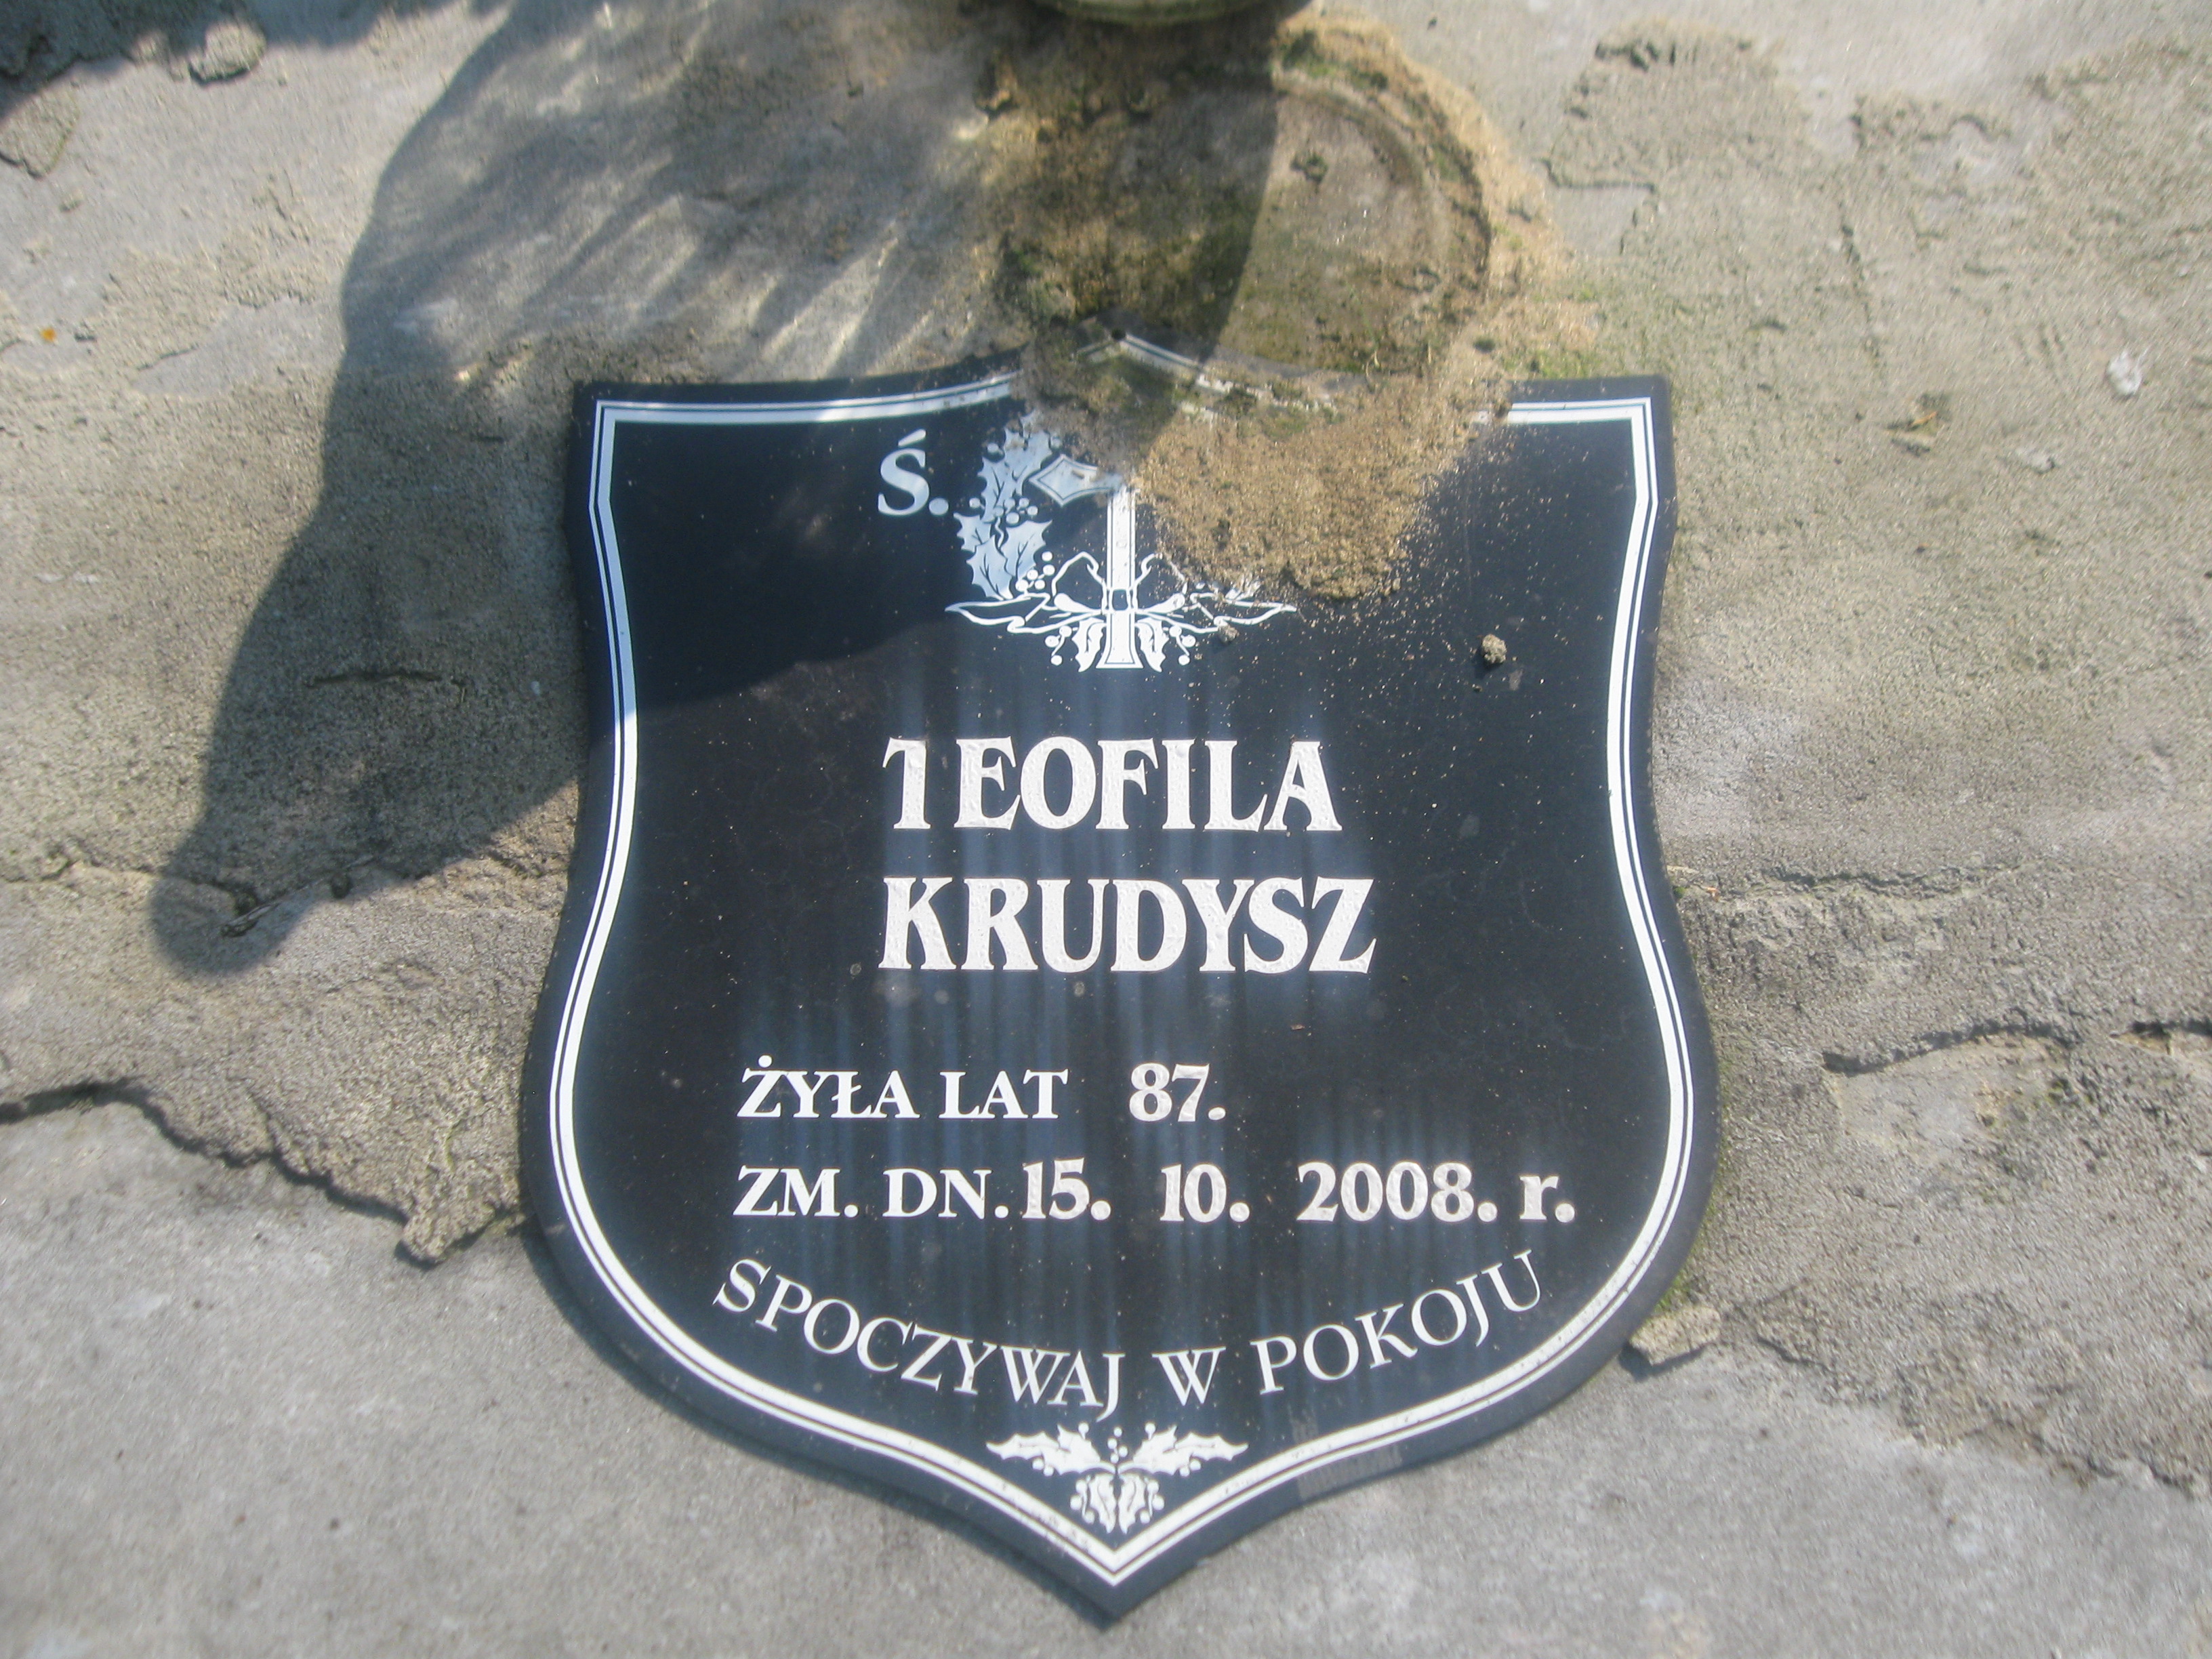 Ś.
TEOFILA
KRUDYSZ
ŻYŁA LAT 87.
ZM. DN. 15. 10. 2008. r.
SPOCZYWAJ W POKOJU